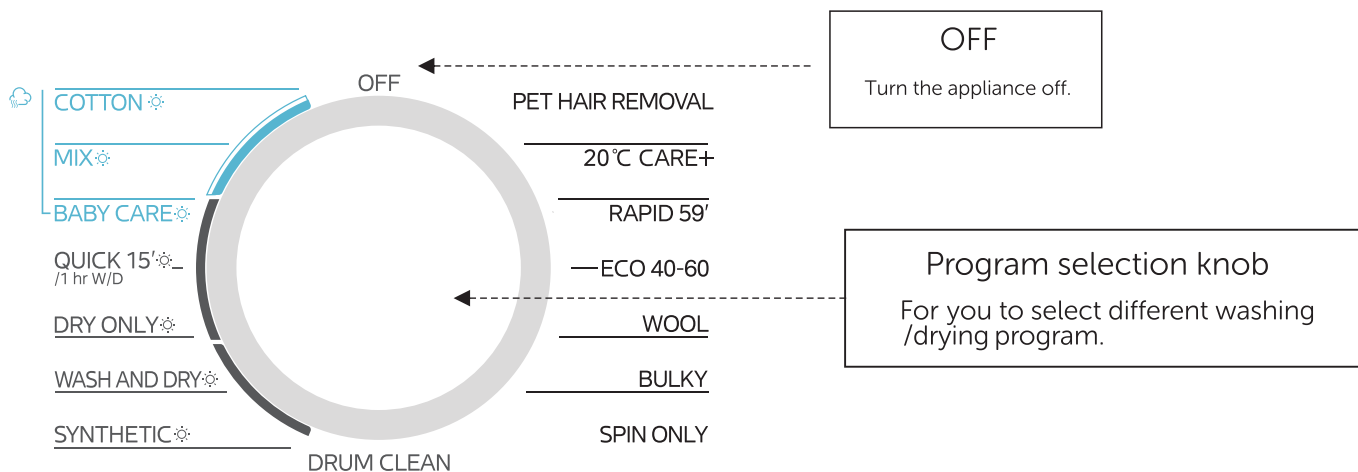 OFF
Turn the appliance off.
OFF
COTTON
MIX
BABY CARE
QUICK 15'
/1 hr W/D
DRY ONLY
WASH AND DRY
SYNTHETIC
DRUM CLEAN
PET HAIR REMOVAL
20℃ CARE+
RAPID 59'
ECO 40-60
WOOL
BULKY
SPIN ONLY
Program selection knob
For you to select different washing
/drying program.